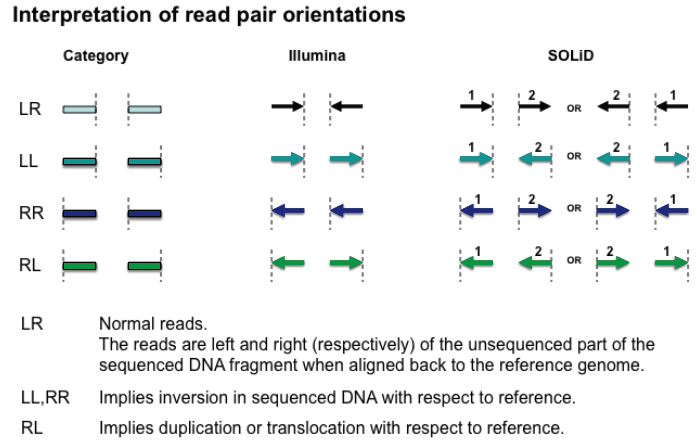 Interpretation of read pair orientations
Category Illumina SOLiD
LR 1 2 OR 2 1
LL 1 2 OR 2 1
RR 1 2 OR 2 1
RL 1 2 OR 2 1
LR Normal reads.
The reads are left and right (respectively) of the unsequenced part of the
sequenced DNA fragment when aligned back to the reference genome.
LL,RR Implies inversion in sequenced DNA with respect to reference.
RL Implies duplication or translocation with respect to reference.